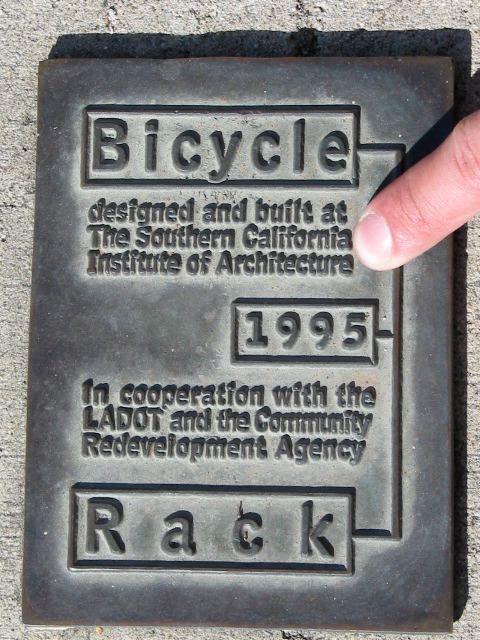 Bicycle
designed and built at
The Southern California
Institute of Architecture
1995
In cooperation with the
LADOT and the Community
Redevelopment Agency
Rack